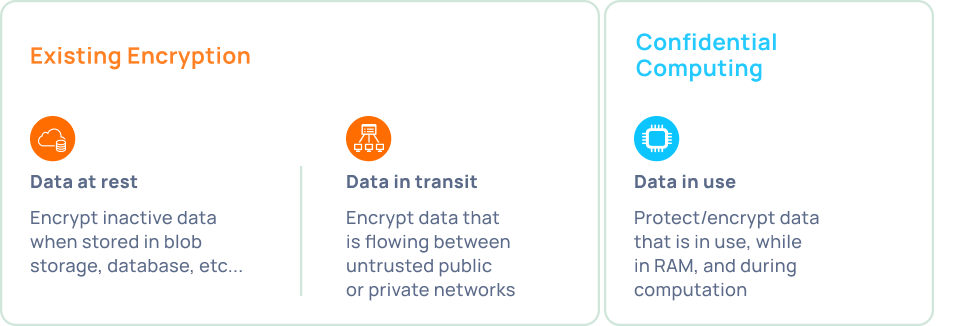 Existing Encryption
Data at rest
Encrypt inactive data
when stored in blob
storage, database, etc...
Data in transit
Encrypt data that
is flowing between
untrusted public
or private networks
Confidential
Computing
Data in use
Protect/encrypt data
that is in use, while
in RAM, and during
computation